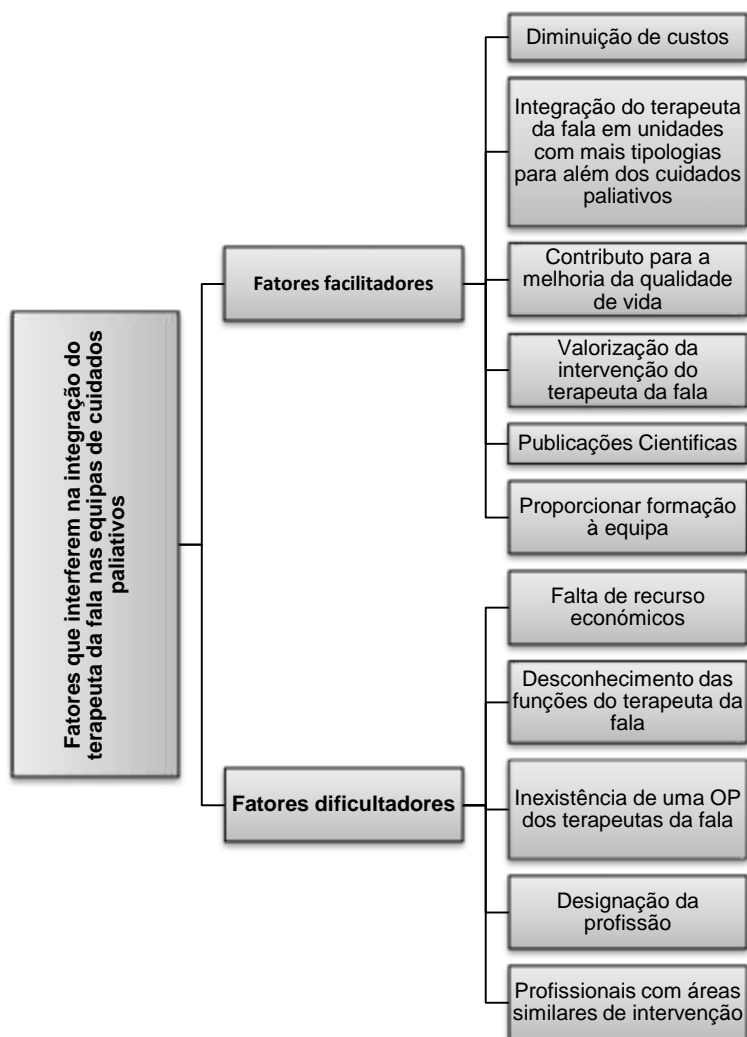 Fatores que interferem na integração do
terapeuta da fala nas equipas de cuidados
paliativos
Fatores facilitadores
Diminuição de custos
Integração do terapeuta
da fala em unidades
com mais tipologias
para além dos cuidados
paliativos
Contributo para a
melhoria da qualidade
de vida
Valorização da
intervenção do
terapeuta da fala
Publicações Cientificas
Proporcionar formação
à equipa
Fatores dificultadores
Falta de recurso
económicos
Desconhecimento das
funções do terapeuta da
fala
Inexistência de uma OP
dos terapeutas da fala
Designação da
profissão
Profissionais com áreas
similares de intervenção